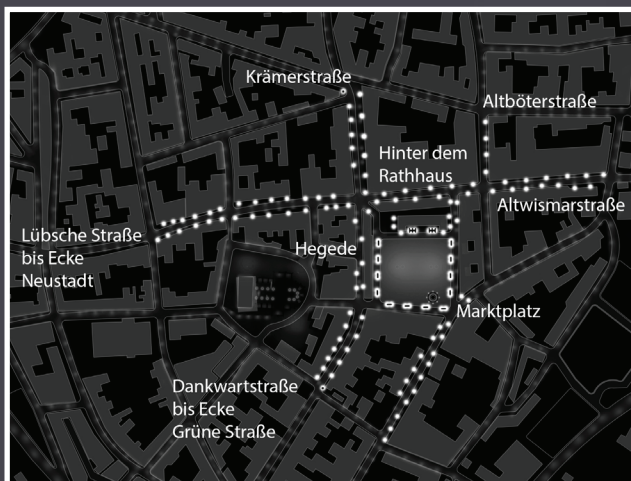 Krämerstraße
Altböterstraße
Hinter dem
Rathhaus
Altwismarstraße
Lübsche Straße
bis Ecke
Neustadt
Hegede
Marktplatz
Dankwartstraße
bis Ecke
Grüne Straße